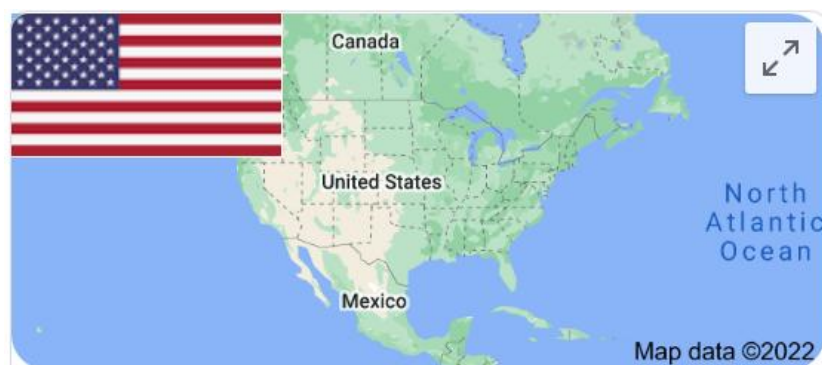 Canada
United States
North
Atlantic
Ocean
Mexico
Map data ©2022